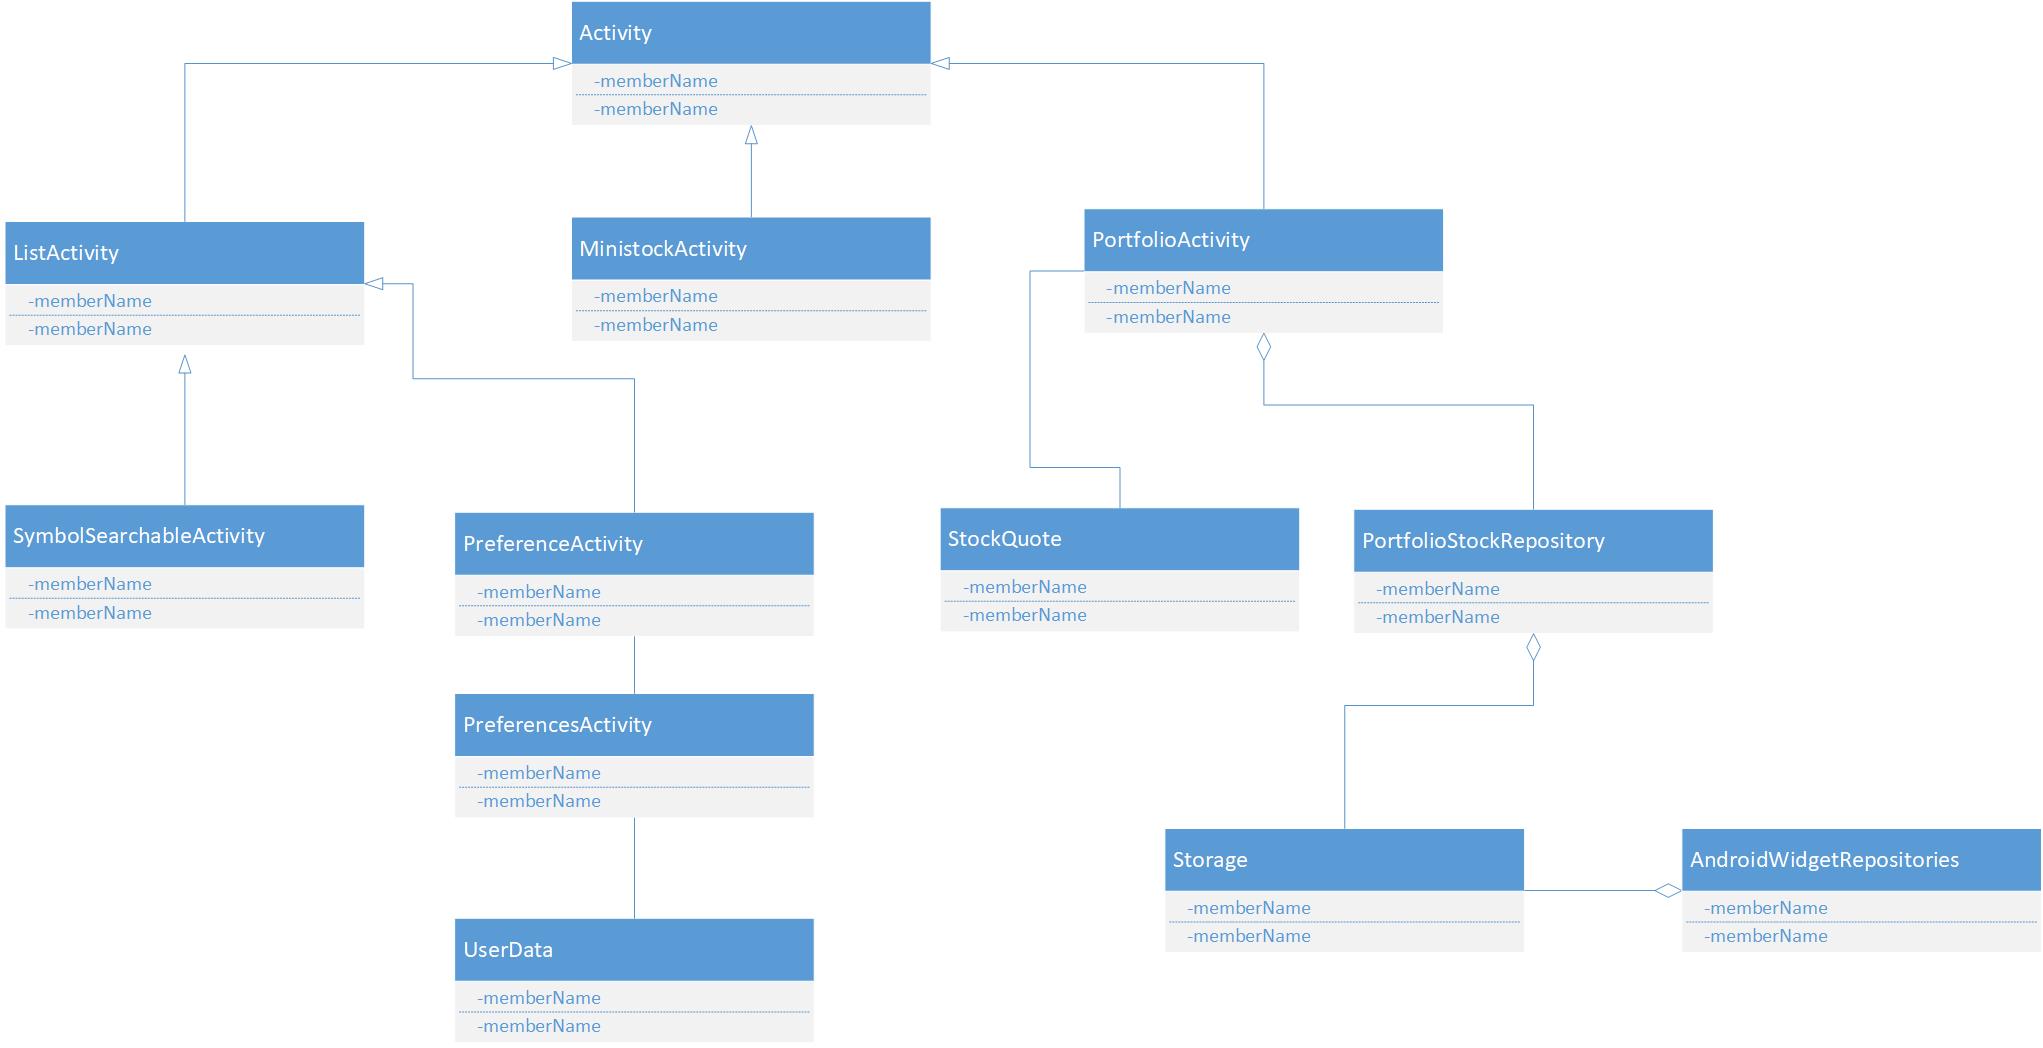 Activity
-memberName
-memberName
ListActivity
-memberName
-memberName
MinistockActivity
-memberName
-memberName
PortfolioActivity
-memberName
-memberName
SymbolSearchableActivity
-memberName
-memberName
PreferenceActivity
-memberName
-memberName
StockQuote
-memberName
-memberName
PortfolioStockRepository
-memberName
-memberName
PreferencesActivity
-memberName
-memberName
Storage
-memberName
-memberName
AndroidWidgetRepositories
-memberName
-memberName
UserData
-memberName
-memberName